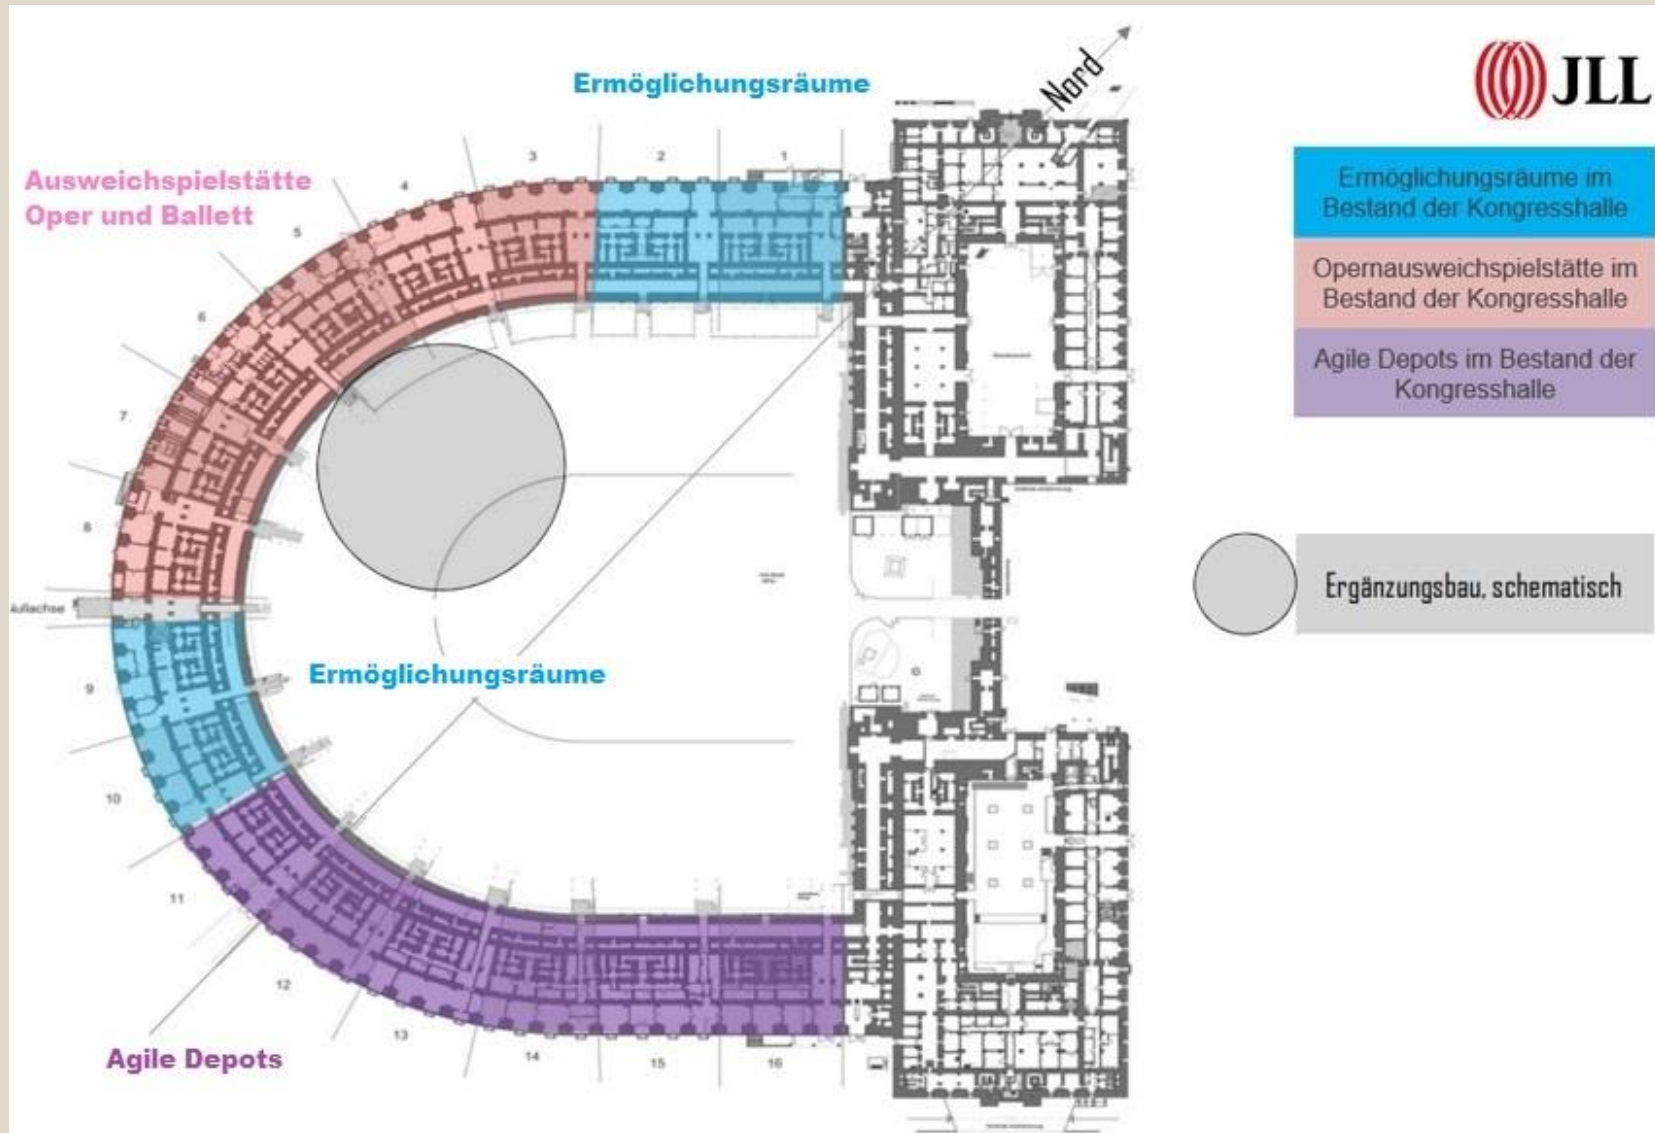 Ermöglichungsräume
Nord
JLL
Ausweichspielstätte
Oper und Ballett
Ermöglichungsräume im
Bestand der Kongresshalle
Opernausweichspielstätte im
Bestand der Kongresshalle
Agile Depots im Bestand der
Kongresshalle
1
2
3
4
5
6
7
8
9
10
11
12
13
14
15
16
Ergänzungsbau, schematisch
Ermöglichungsräume
Agile Depots